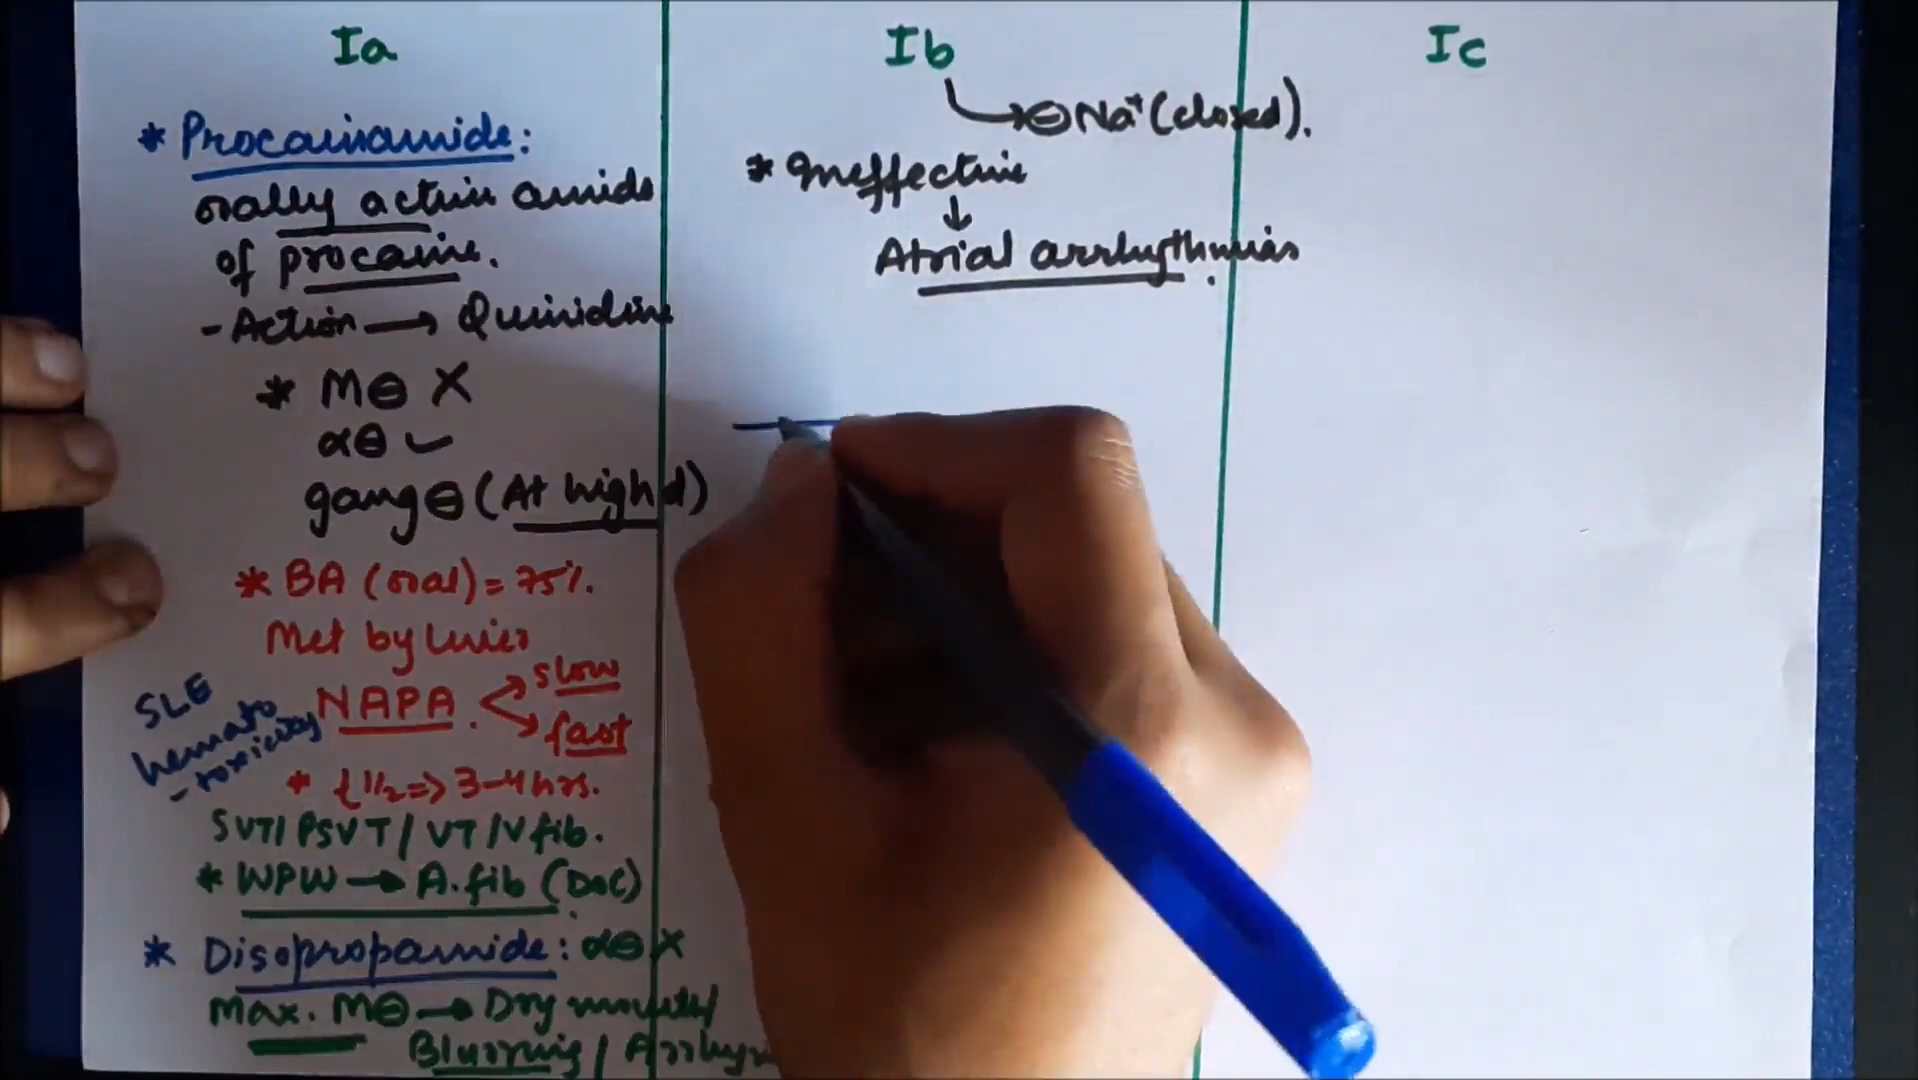 Ia
* Procainamide:
orally active amide
of procaine.
- Action → Quinidine
* M⊖ X
α⊖ ✓
gang ⊖ (At high d)
* BA (oral) = 75%.
Met by liver
NAPA. < slow
fast
SLE
hemato
- toxicity
* t 1/2 => 3-4 hrs.
SVT/ PSVT / VT / V fib.
* WPW → A. fib (DOC)
* Disopropamide: α⊖ X
Max. M⊖ → Dry mouth/
Blurring /
Ib
→ ⊖ Na+ (closed).
* Ineffective
↓
Atrial arrhythmias.
Ic